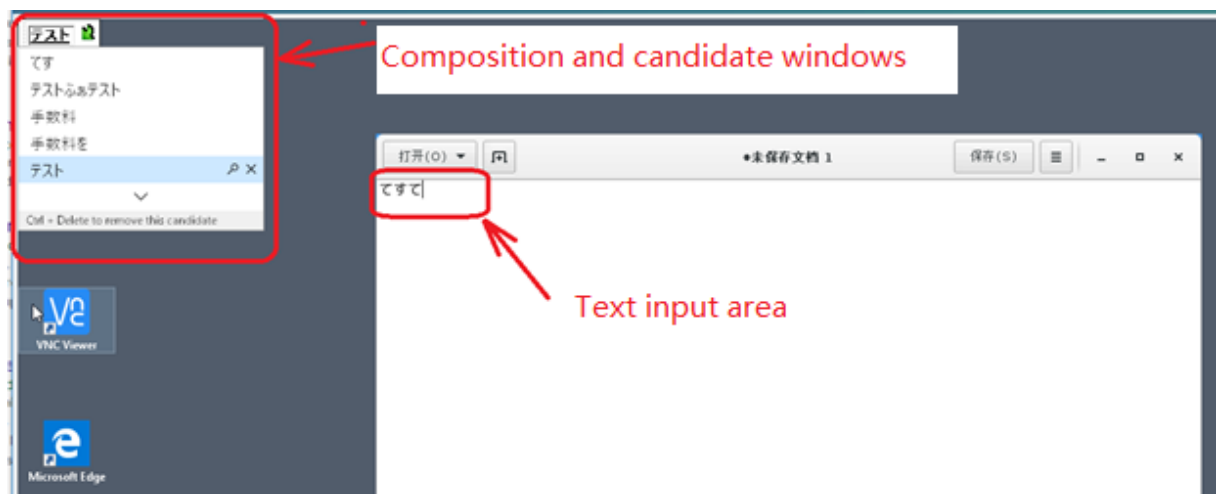 テスト
てす
テストふぁテスト
手数料
手数料を
テスト
Ctrl + Delete to remove this candidate
Composition and candidate windows
打开(O)
•未保存文档 1
保存(S)
てすて
Text input area
VNC Viewer
Microsoft Edge